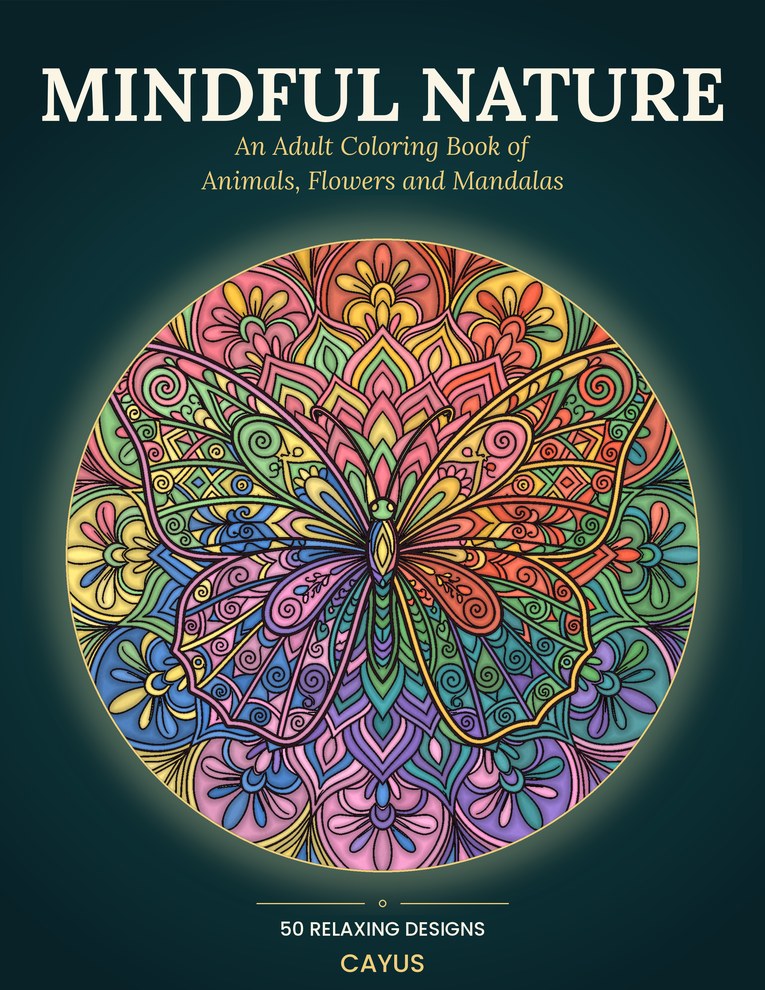 MINDFUL NATURE
An Adult Coloring Book of
Animals, Flowers and Mandalas
50 RELAXING DESIGNS
CAYUS